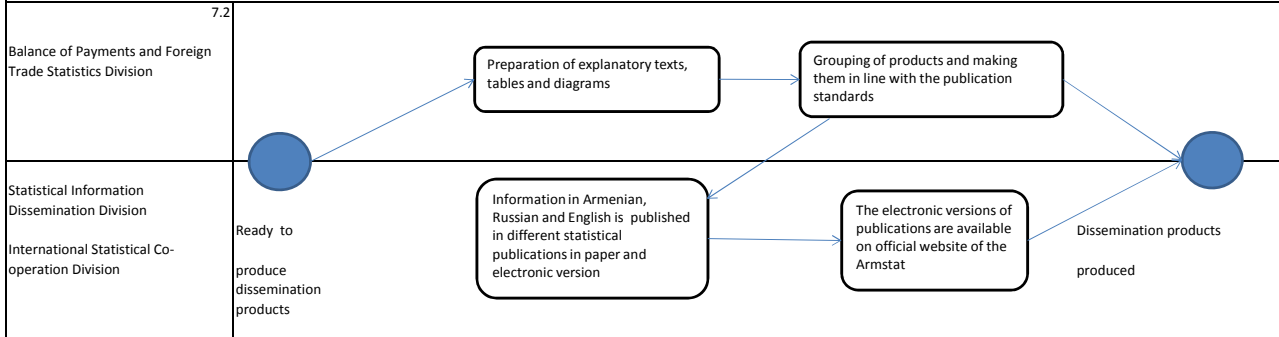 7.2
Balance of Payments and Foreign
Trade Statistics Division
Preparation of explanatory texts,
tables and diagrams
Grouping of products and making
them in line with the publication
standards
Statistical Information
Dissemination Division
International Statistical Co-
operation Division
Ready to
produce
dissemination
products
Information in Armenian,
Russian and English is published
in different statistical
publications in paper and
electronic version
The electronic versions of
publications are available
on official website of the
Armstat
Dissemination products
produced